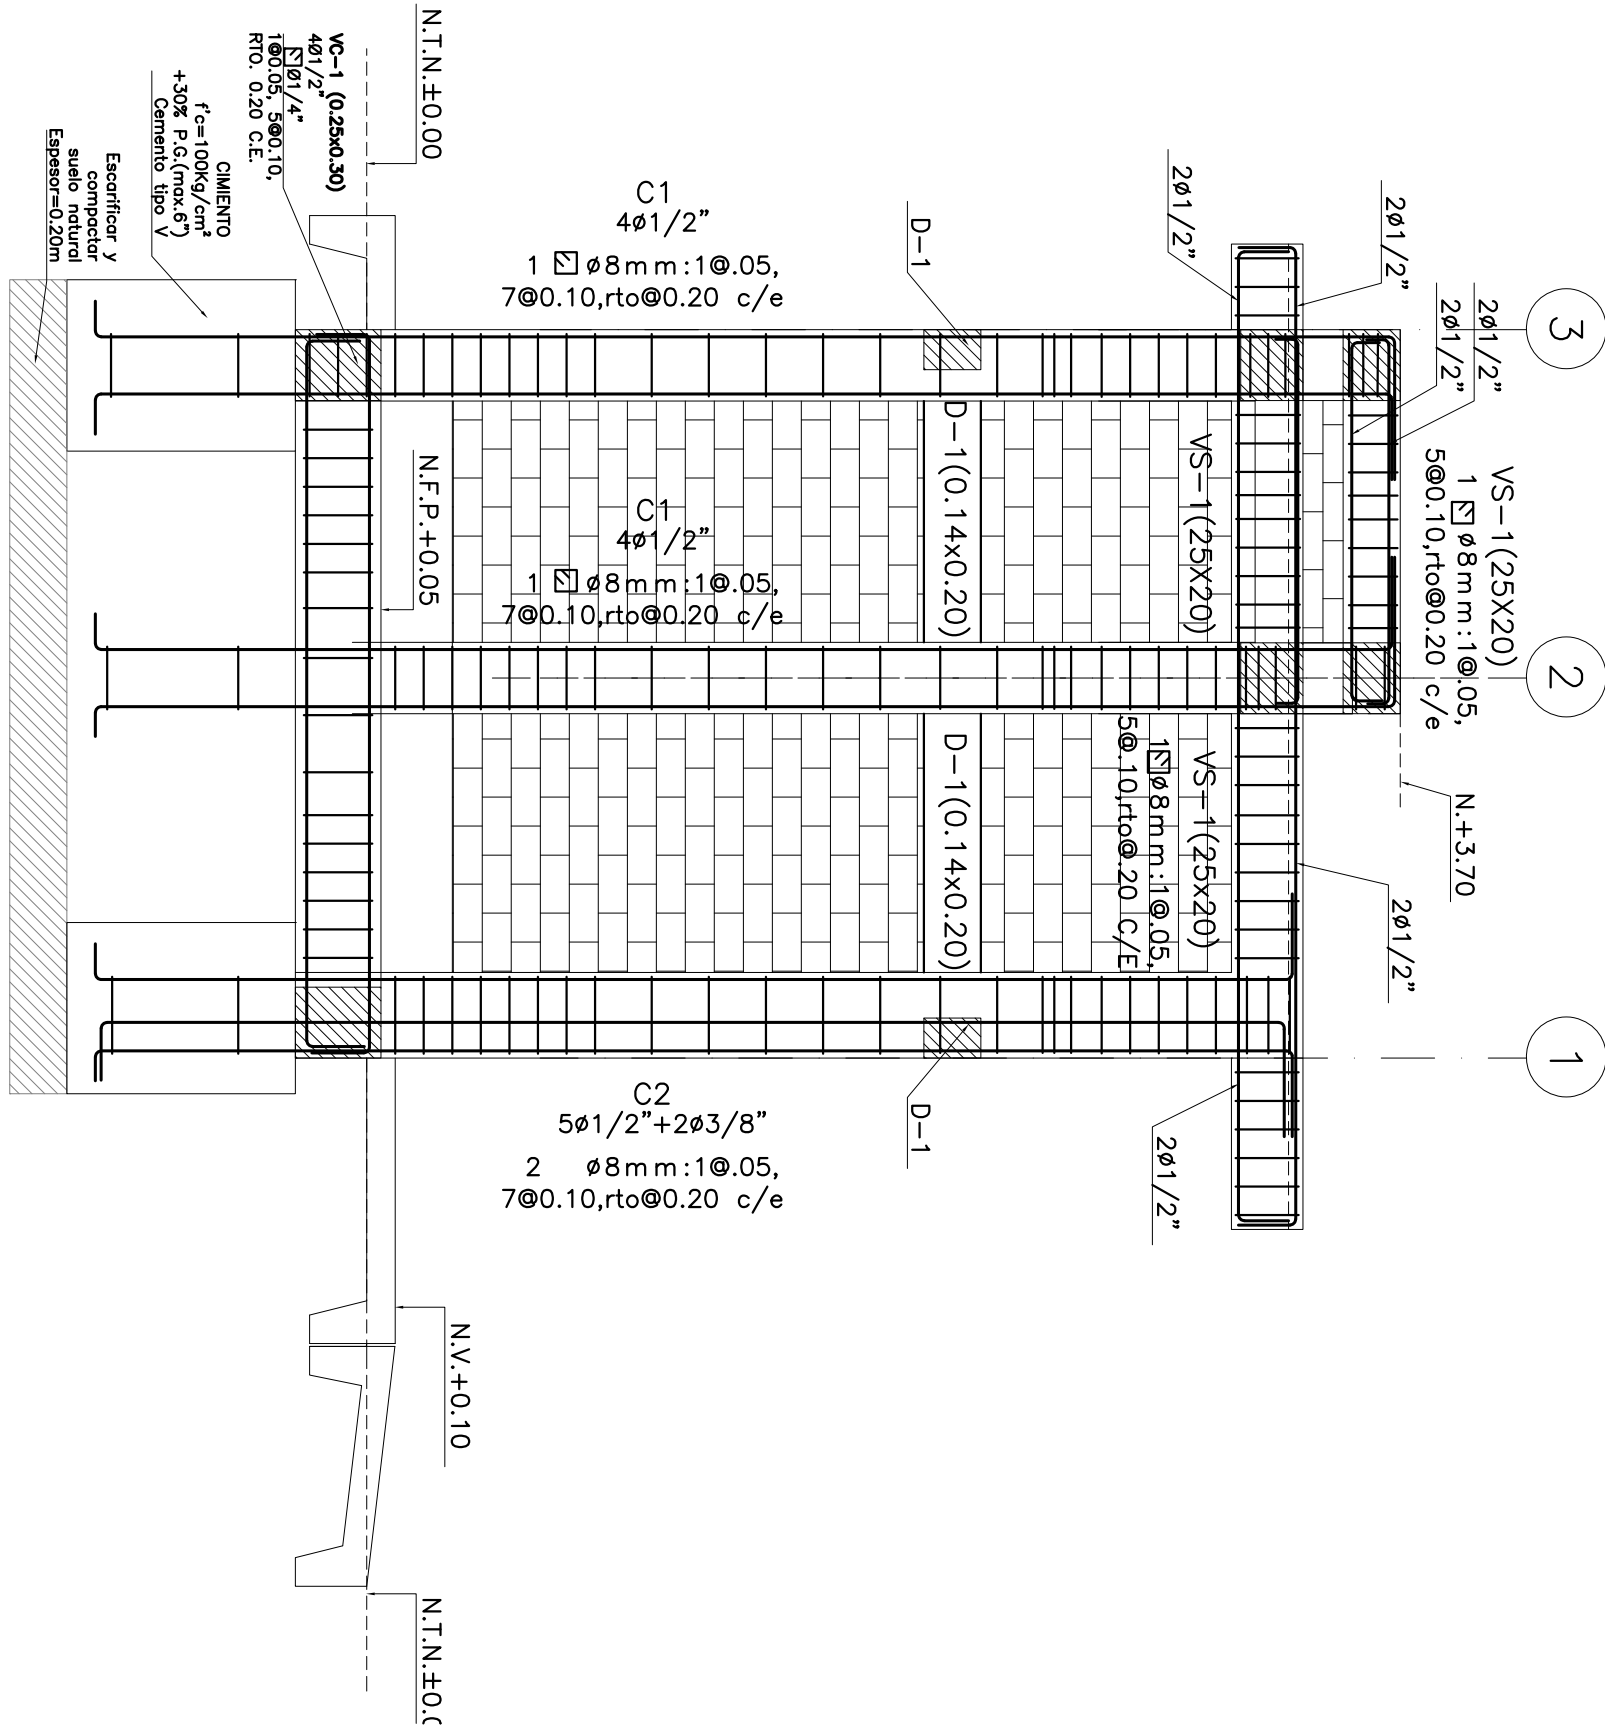 N.T.N.±0.00
VC-1 (0.25x0.30)
4Ø1/2"
Ø1/4"
1@0.05, 5@0.10,
RTO. 0.20 C.E.
CIMIENTO
f'c=100Kg/cm²
+30% P.G.(max.6")
Cemento tipo V
Escarificar y
compactar
suelo natural
Espesor=0.20m
C1
4ø1/2"
1 ø8mm:1@.05,
7@0.10,rto@0.20 c/e
D-1
2ø1/2"
2ø1/2"
2ø1/2"
2ø1/2"
3
VS-1(25X20)
1 ø8mm:1@.05,
5@0.10,rto@0.20 c/e
2
N.+3.70
2ø1/2"
1
N.F.P.+0.05
C1
4ø1/2"
1 ø8mm:1@.05,
7@0.10,rto@0.20 c/e
D-1(0.14x0.20)
VS-1(25X20)
D-1(0.14x0.20)
VS-1(25x20)
1 ø8mm:1@.05,
5@.10,rto@.20 C/E
C2
5ø1/2"+2ø3/8"
2 ø8mm:1@.05,
7@0.10,rto@0.20 c/e
D-1
2ø1/2"
N.V.+0.10
N.T.N.±0.0